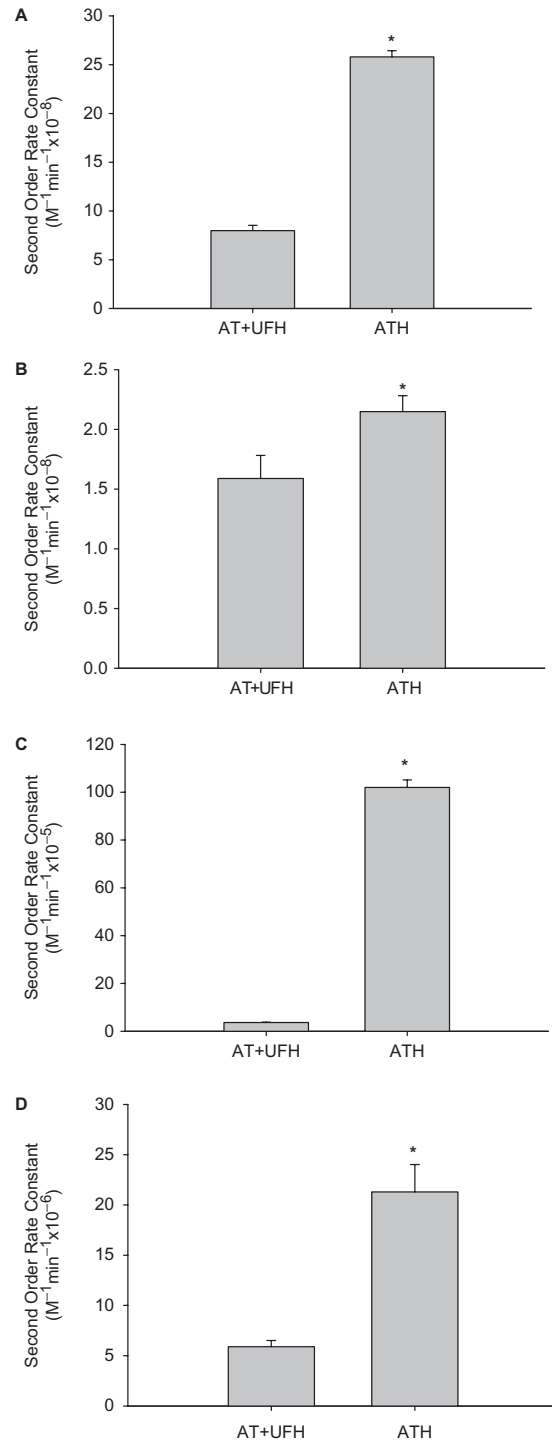 A
Second Order Rate Constant
(M⁻¹min⁻¹x10⁻⁸)
30
25
20
15
10
5
0
*
AT+UFH
ATH
B
Second Order Rate Constant
(M⁻¹min⁻¹x10⁻⁸)
2.5
2.0
1.5
1.0
0.5
0.0
*
AT+UFH
ATH
C
Second Order Rate Constant
(M⁻¹min⁻¹x10⁻⁵)
120
100
80
60
40
20
0
*
AT+UFH
ATH
D
Second Order Rate Constant
(M⁻¹min⁻¹x10⁻⁶)
30
25
20
15
10
5
0
*
AT+UFH
ATH